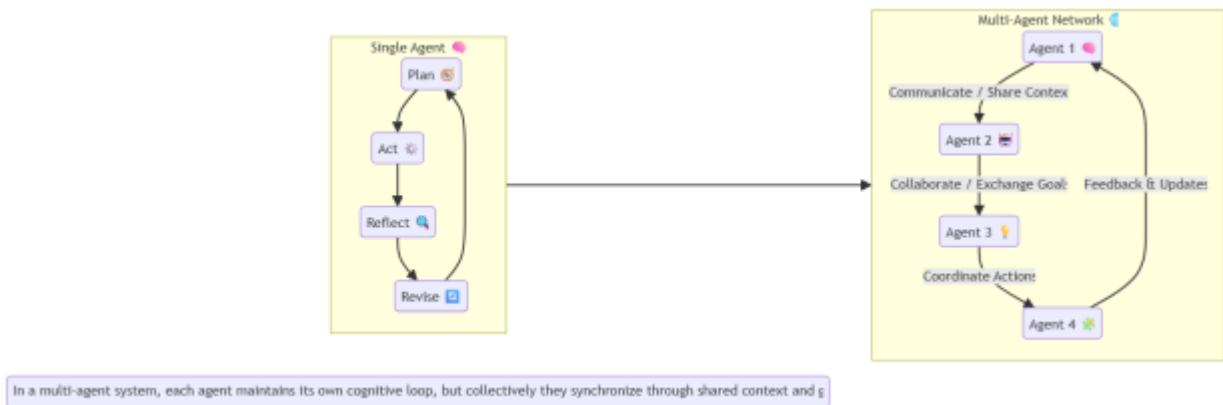 Single Agent
Plan
Act
Reflect
Revise
Multi-Agent Network
Agent 1
Communicate / Share Contex
Agent 2
Collaborate / Exchange Goal
Feedback & Update
Agent 3
Coordinate Action
Agent 4
In a multi-agent system, each agent maintains its own cognitive loop, but collectively they synchronize through shared context and